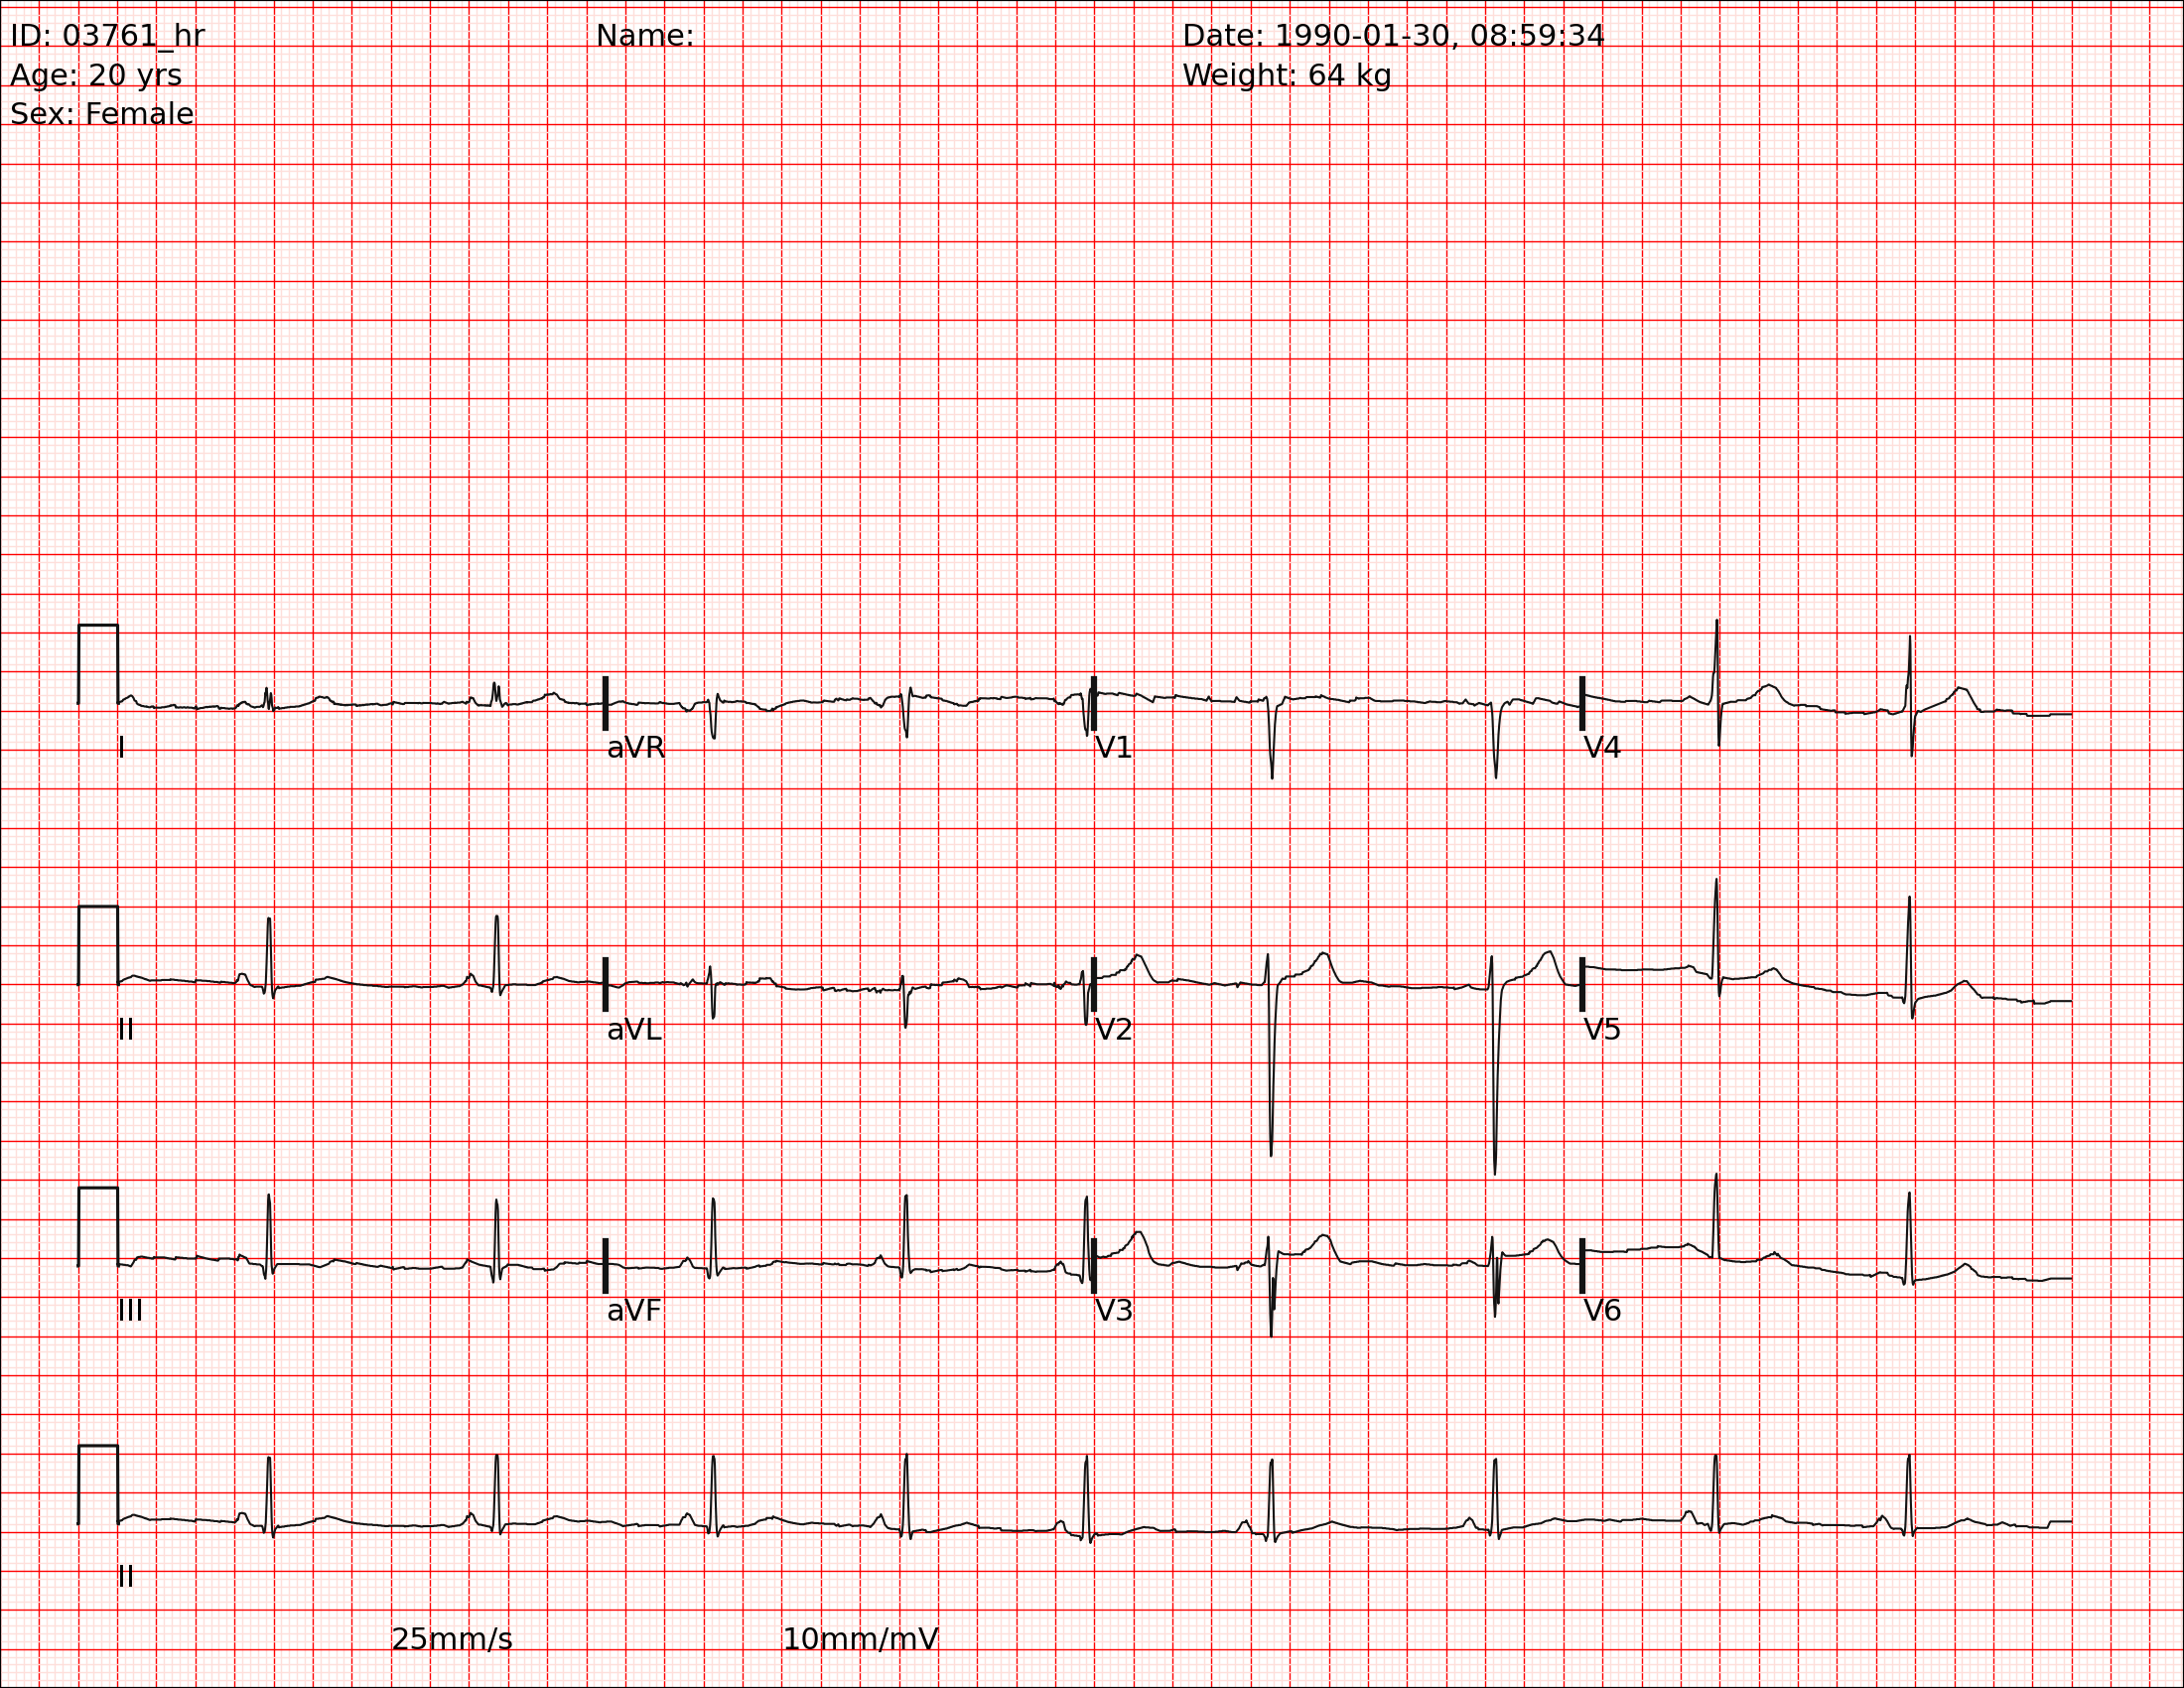 ID: 03761_hr
Name:
Date: 1990-01-30, 08:59:34
Age: 20 yrs
Weight: 64 kg
Sex: Female
I
aVR
V1
V4
II
aVL
V2
V5
III
aVF
V3
V6
II
25mm/s
10mm/mV